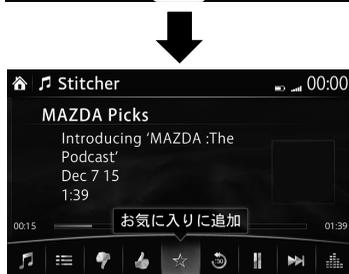 Stitcher
00:00
MAZDA Picks
Introducing ‘MAZDA :The
Podcast’
Dec 7 15
1:39
お気に入りに追加
00:15
01:39
30